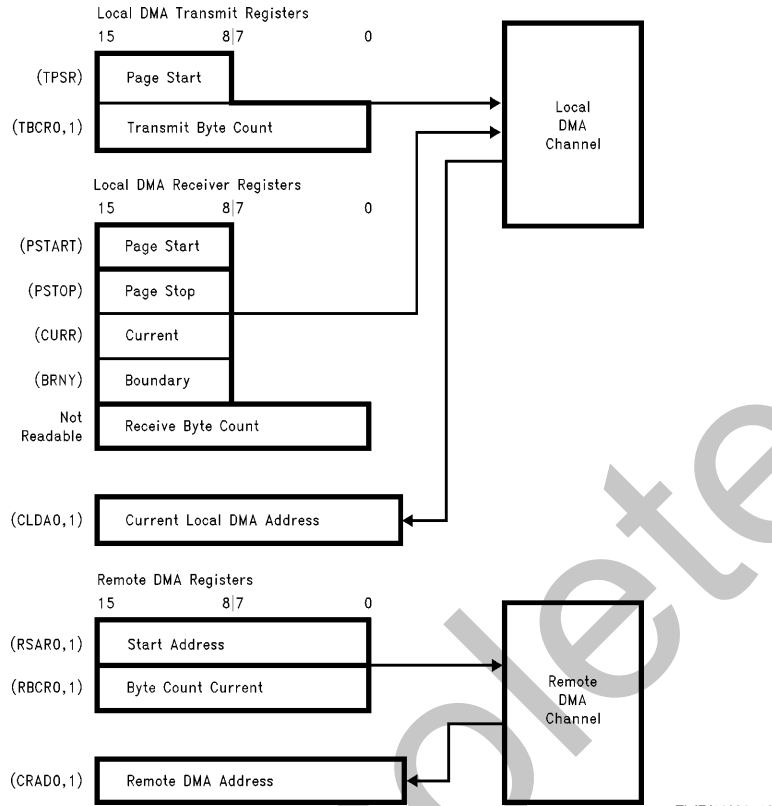 Local DMA Transmit Registers
15 8|7 0
(TPSR) Page Start
(TBCR0,1) Transmit Byte Count
Local
DMA
Channel
Local DMA Receiver Registers
15 8|7 0
(PSTART) Page Start
(PSTOP) Page Stop
(CURR) Current
(BRNY) Boundary
Not
Readable
Receive Byte Count
(CLDA0,1) Current Local DMA Address
Remote DMA Registers
15 8|7 0
(RSAR0,1) Start Address
(RBCR0,1) Byte Count Current
Remote
DMA
Channel
(CRAD0,1) Remote DMA Address
plete